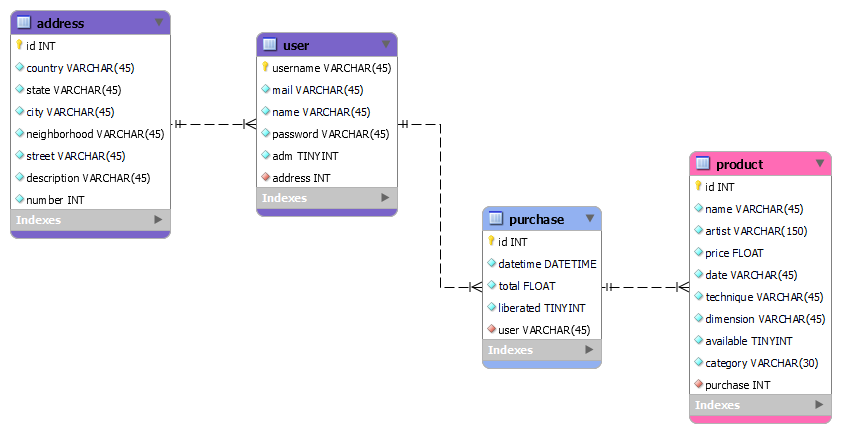 address
id INT
country VARCHAR(45)
state VARCHAR(45)
city VARCHAR(45)
neighborhood VARCHAR(45)
street VARCHAR(45)
description VARCHAR(45)
number INT
Indexes
user
username VARCHAR(45)
mail VARCHAR(45)
name VARCHAR(45)
password VARCHAR(45)
adm TINYINT
address INT
Indexes
purchase
id INT
datetime DATETIME
total FLOAT
liberated TINYINT
user VARCHAR(45)
Indexes
product
id INT
name VARCHAR(45)
artist VARCHAR(150)
price FLOAT
date VARCHAR(45)
technique VARCHAR(45)
dimension VARCHAR(45)
available TINYINT
category VARCHAR(30)
purchase INT
Indexes